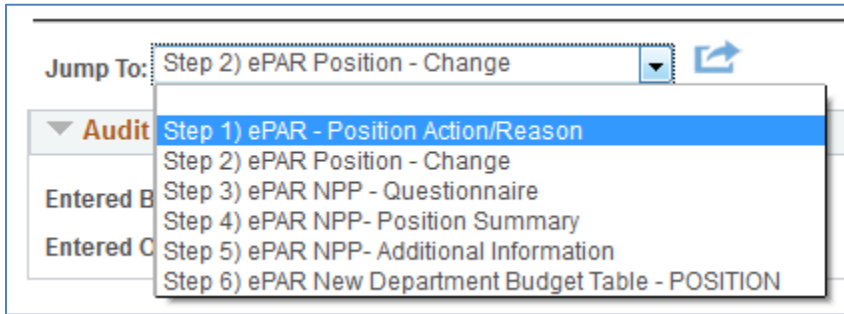 Jump To: Step 2) ePAR Position - Change
Audit
Step 1) ePAR - Position Action/Reason
Step 2) ePAR Position - Change
Entered B
Step 3) ePAR NPP - Questionnaire
Step 4) ePAR NPP- Position Summary
Entered C
Step 5) ePAR NPP- Additional Information
Step 6) ePAR New Department Budget Table - POSITION